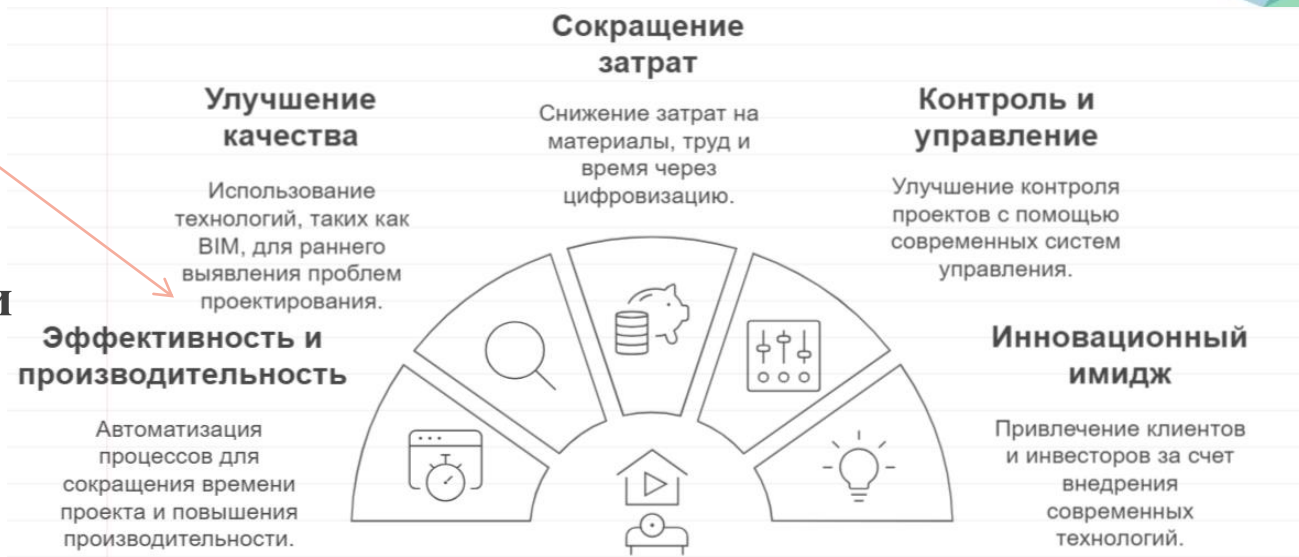 Сокращение
затрат
Снижение затрат на
материалы, труд и
время через
цифровизацию.
Улучшение
качества
Использование
технологий, таких как
BIM, для раннего
выявления проблем
проектирования.
Контроль и
управление
Улучшение контроля
проектов с помощью
современных систем
управления.
и
Эффективность и
производительность
Автоматизация
процессов для
сокращения времени
проекта и повышения
производительности.
Инновационный
имидж
Привлечение клиентов
и инвесторов за счет
внедрения
современных
технологий.